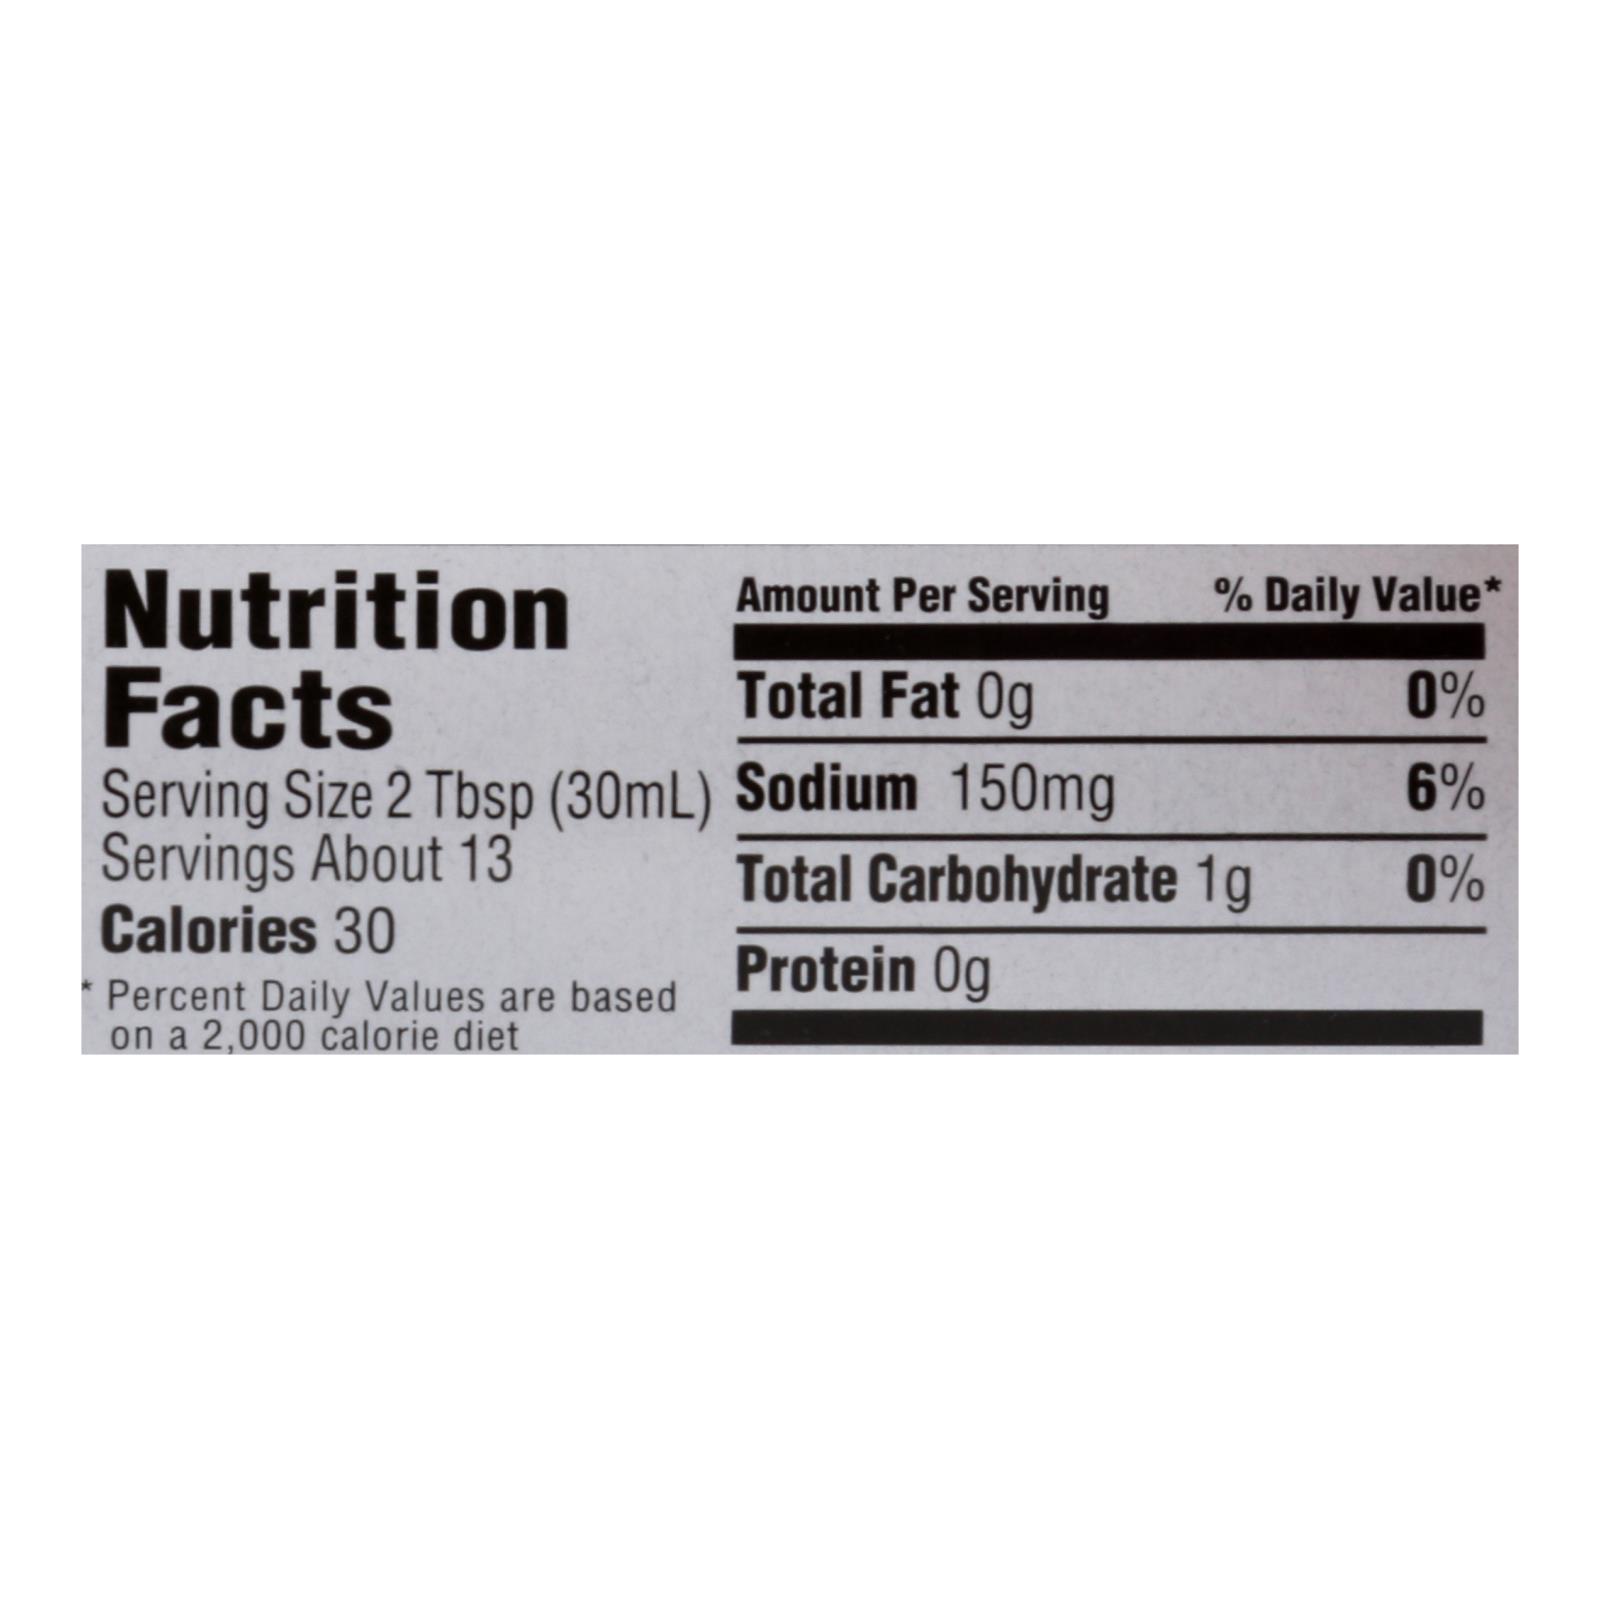 Nutrition
Facts
Serving Size 2 Tbsp (30mL)
Servings About 13
Calories 30
* Percent Daily Values are based
on a 2,000 calorie diet
Amount Per Serving % Daily Value*
Total Fat 0g 0%
Sodium 150mg 6%
Total Carbohydrate 1g 0%
Protein 0g